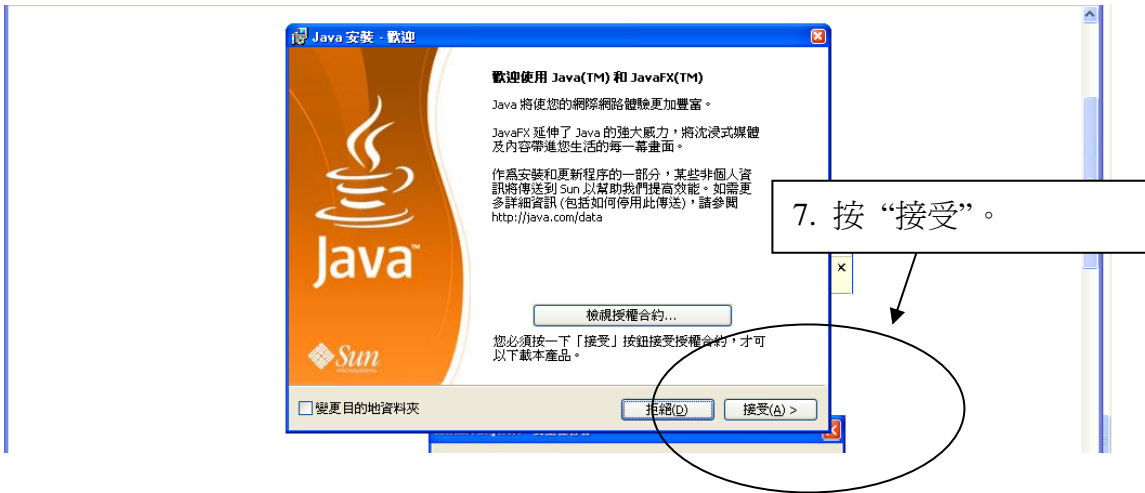 Java 安裝 - 歡迎
歡迎使用 Java(TM) 和 JavaFX(TM)
Java 將使您的網際網路體驗更加豐富。
JavaFX 延伸了 Java 的強大威力，將沈浸式媒體
及內容帶進您生活的每一幕畫面。
作為安裝和更新程序的一部分，某些非個人資
訊將傳送到 Sun 以幫助我們提高效能。如需更
多詳細資訊 (包括如何停用此傳送)，請參閱
http://java.com/data
7. 按 “接受”。
Java™
檢視授權合約...
您必須按一下「接受」按鈕接受授權合約，才可
以下載本產品。
Sun
microsystems
變更目的地資料夾
拒絕(D)
接受(A) >